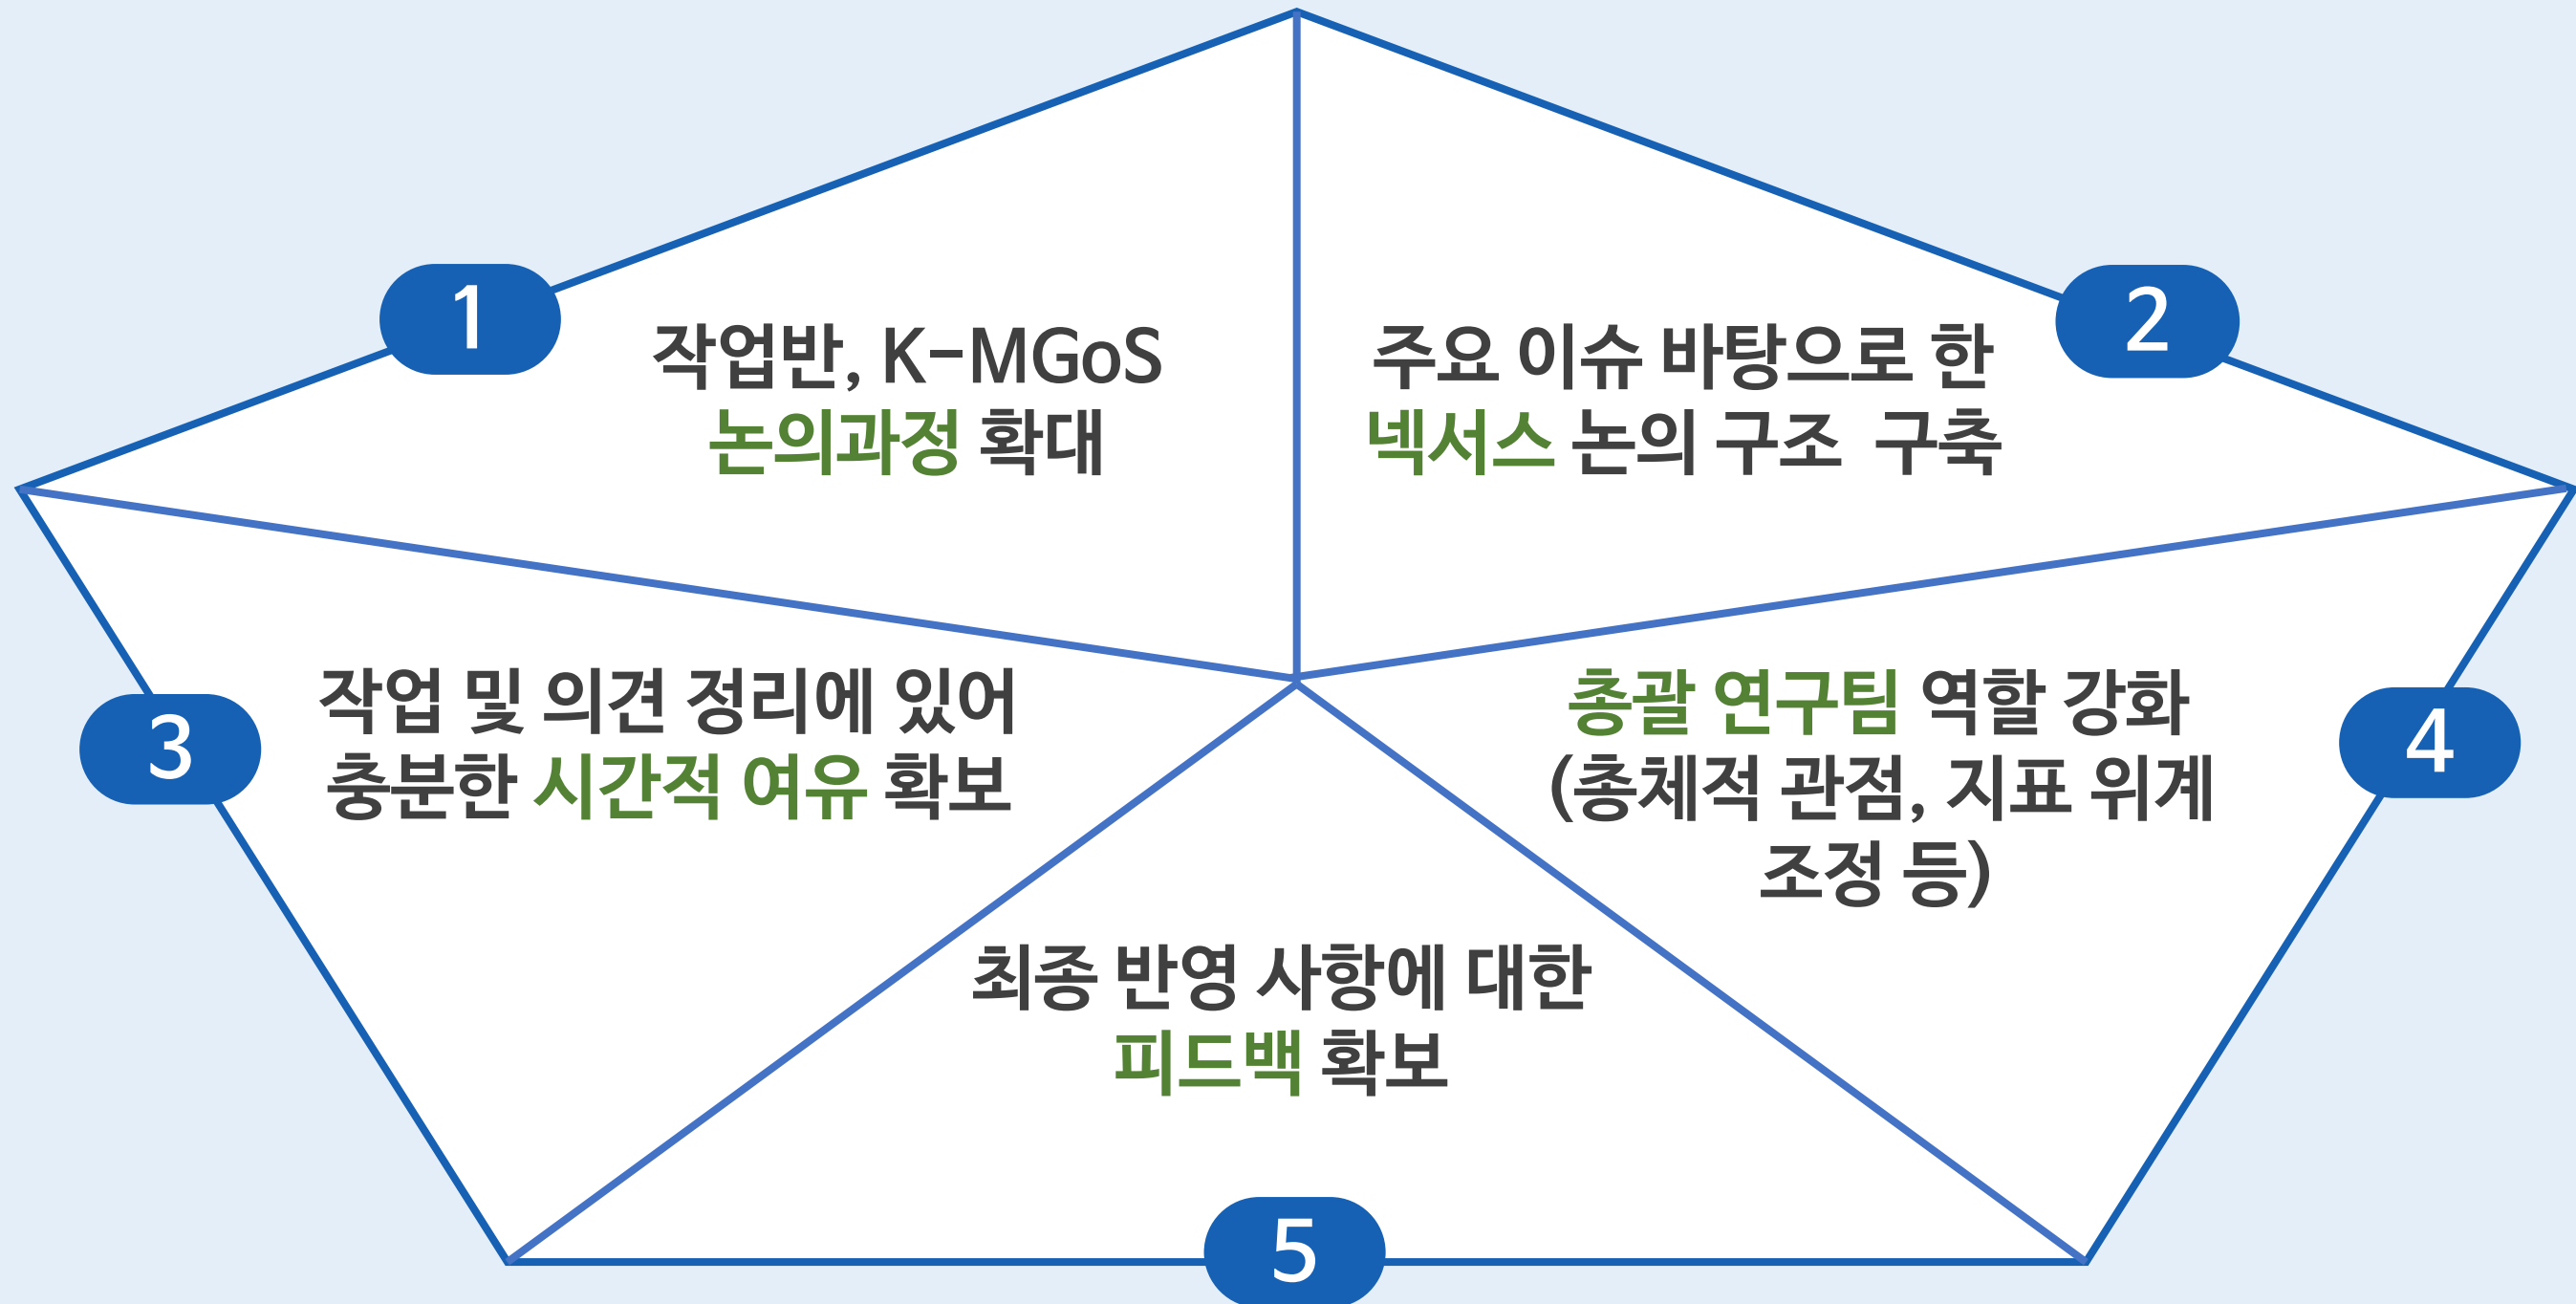 1
작업반, K-MGoS
논의과정 확대
2
주요 이슈 바탕으로 한
넥서스 논의 구조 구축
3
작업 및 의견 정리에 있어
충분한 시간적 여유 확보
4
총괄 연구팀 역할 강화
(총체적 관점, 지표 위계
조정 등)
5
최종 반영 사항에 대한
피드백 확보